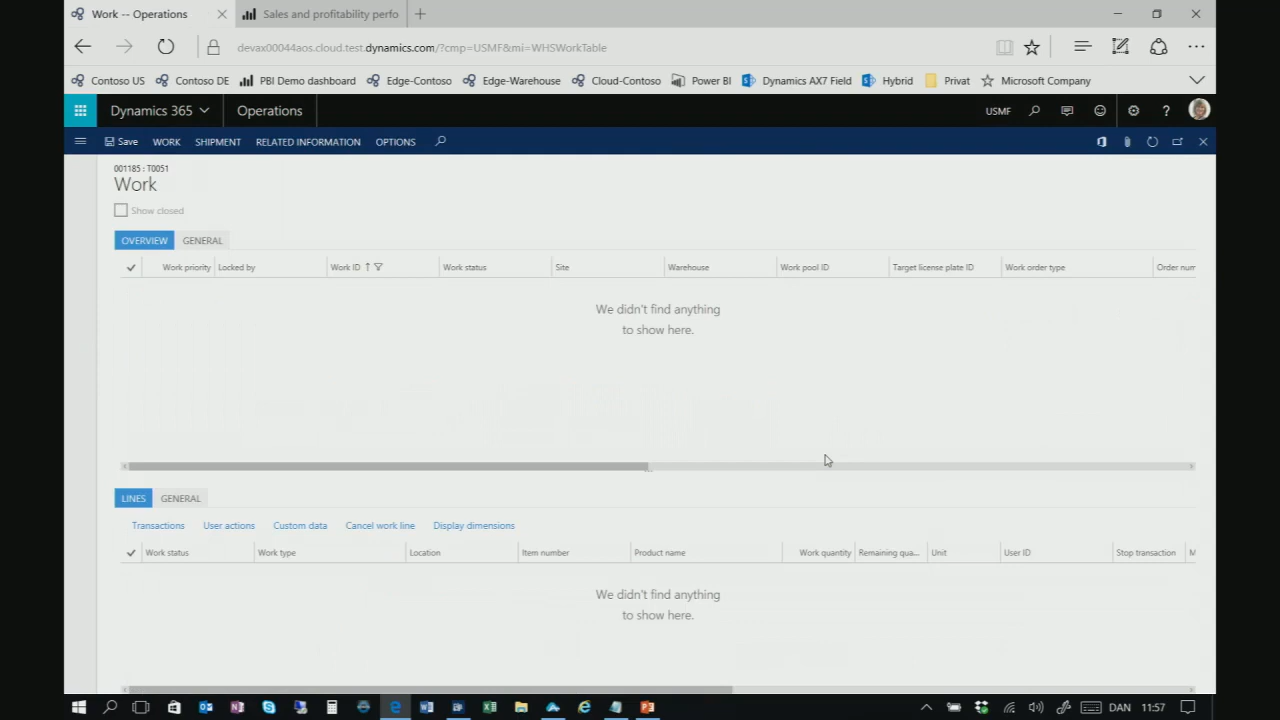 Work -- Operations
Sales and profitability perfo
devax00044aos.cloud.test.dynamics.com/?cmp=USMF&mi=WHSWorkTable
Contoso US Contoso DE PBI Demo dashboard Edge-Contoso Edge-Warehouse Cloud-Contoso Power BI Dynamics AX7 Field Hybrid Privat Microsoft Company
Dynamics 365 Operations USMF
Save WORK SHIPMENT RELATED INFORMATION OPTIONS
001185 : T0051
Work
Show closed
OVERVIEW GENERAL
Work priority Locked by Work ID Work status Site Warehouse Work pool ID Target license plate ID Work order type Order num
We didn't find anything
to show here.
LINES GENERAL
Transactions User actions Custom data Cancel work line Display dimensions
Work status Work type Location Item number Product name Work quantity Remaining qua... Unit User ID Stop transaction M
We didn't find anything
to show here.
DAN 11:57